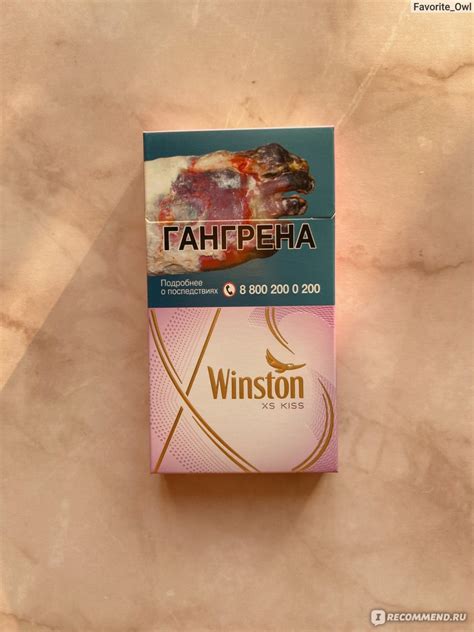 Favorite_Owl
ГАНГРЕНА
Подробнее
о последствиях 8 800 200 0 200
Winston
XS KISS
I RECOMMEND.RU